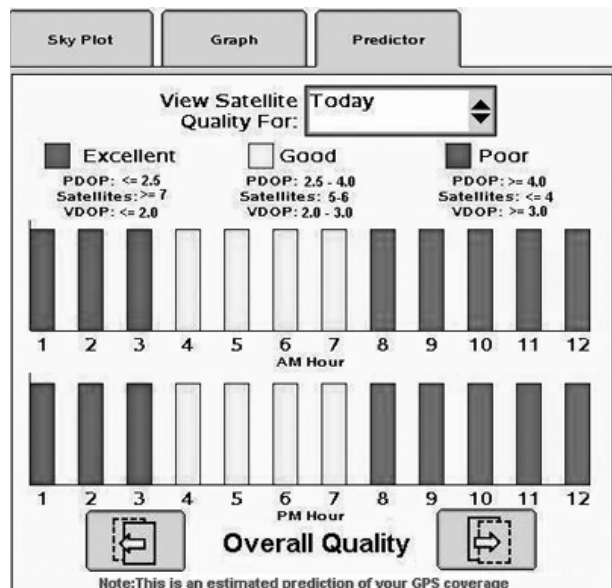 Sky Plot Graph Predictor
View Satellite Today
Quality For:
Excellent Good Poor
PDOP: <= 2.5 PDOP: 2.5 - 4.0 PDOP: >= 4.0
Satellites:>= 7 Satellites: 5-6 Satellites: <= 4
VDOP: <= 2.0 VDOP: 2.0 - 3.0 VDOP: >= 3.0
1 2 3 4 5 6 7 8 9 10 11 12
AM Hour
1 2 3 4 5 6 7 8 9 10 11 12
PM Hour
Overall Quality
Note:This is an estimated prediction of your GPS coverage